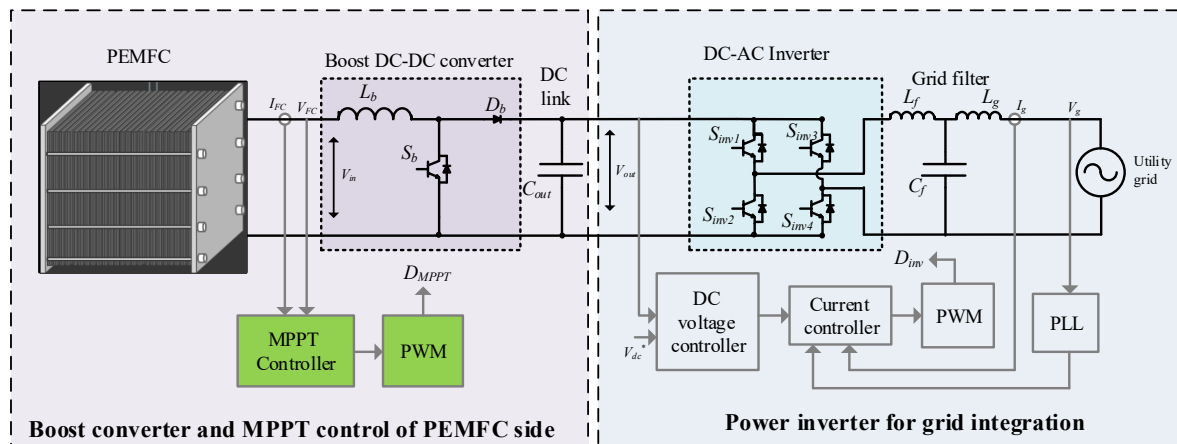 PEMFC
I_FC
V_FC
Boost DC-DC converter
L_b
D_b
S_b
V_in
DC
link
C_out
D_MPPT
MPPT
Controller
PWM
Boost converter and MPPT control of PEMFC side
DC-AC Inverter
V_out
S_inv1
S_inv3
S_inv2
S_inv4
Grid filter
L_f
L_g
I_g
V_g
C_f
Utility
grid
D_inv
DC
voltage
controller
V_dc*
Current
controller
PWM
PLL
Power inverter for grid integration